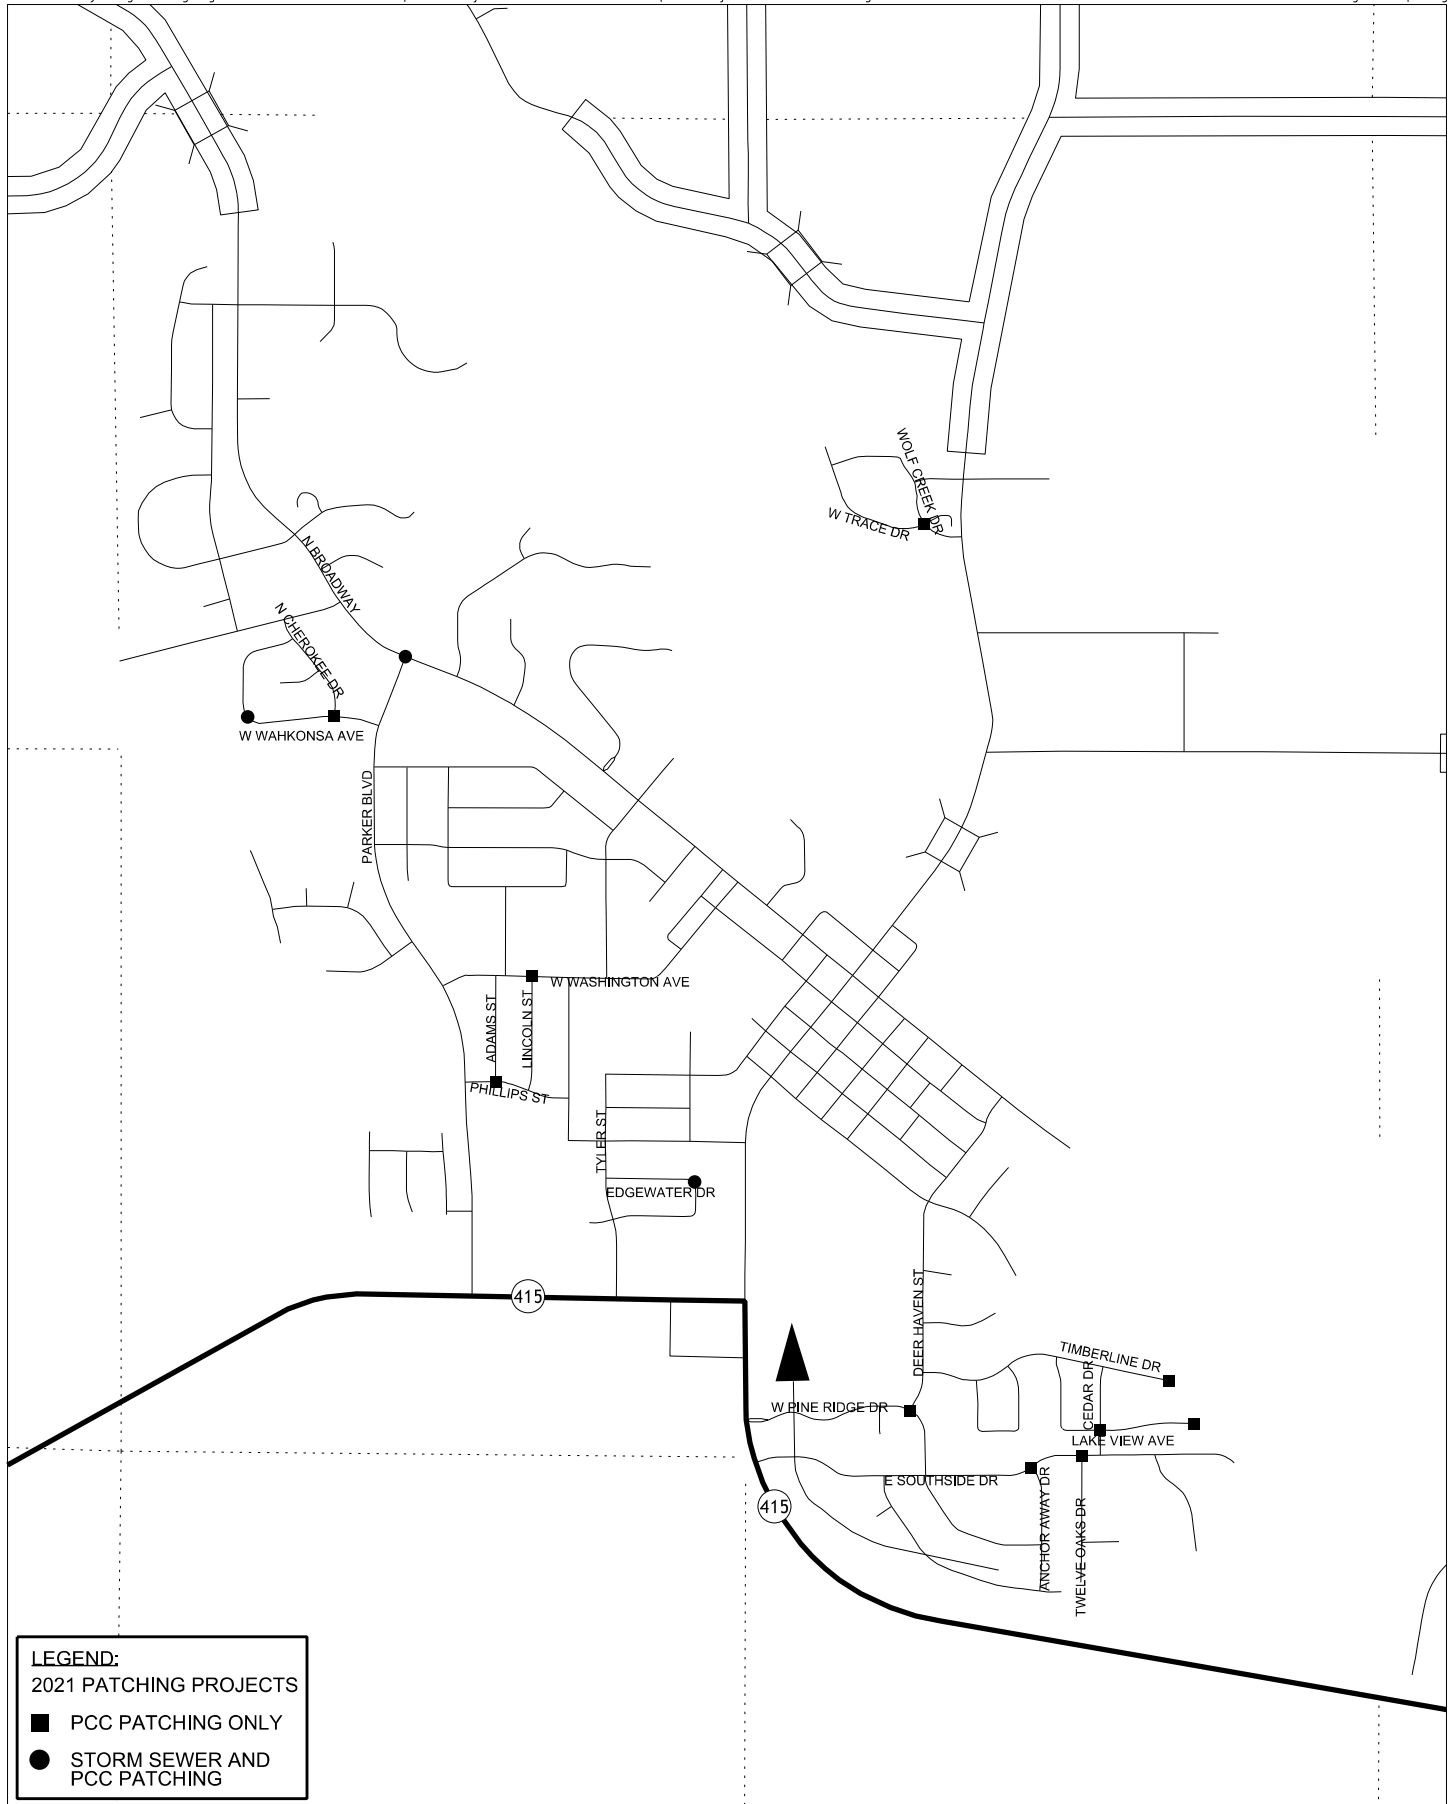 WOLF CREEK DR
W TRACE DR
N BROADWAY
N CHEROKEE DR
W WAHKONSA AVE
PARKER BLVD
W WASHINGTON AVE
ADAMS ST
LINCOLN ST
PHILLIPS ST
TYLER ST
EDGEWATER DR
415
DEER HAVEN ST
TIMBERLINE DR
CEDAR DR
W PINE RIDGE DR
LAKE VIEW AVE
E SOUTHSIDE DR
415
ANCHOR AWAY DR
TWELVE OAKS DR
LEGEND:
2021 PATCHING PROJECTS
PCC PATCHING ONLY
STORM SEWER AND
PCC PATCHING